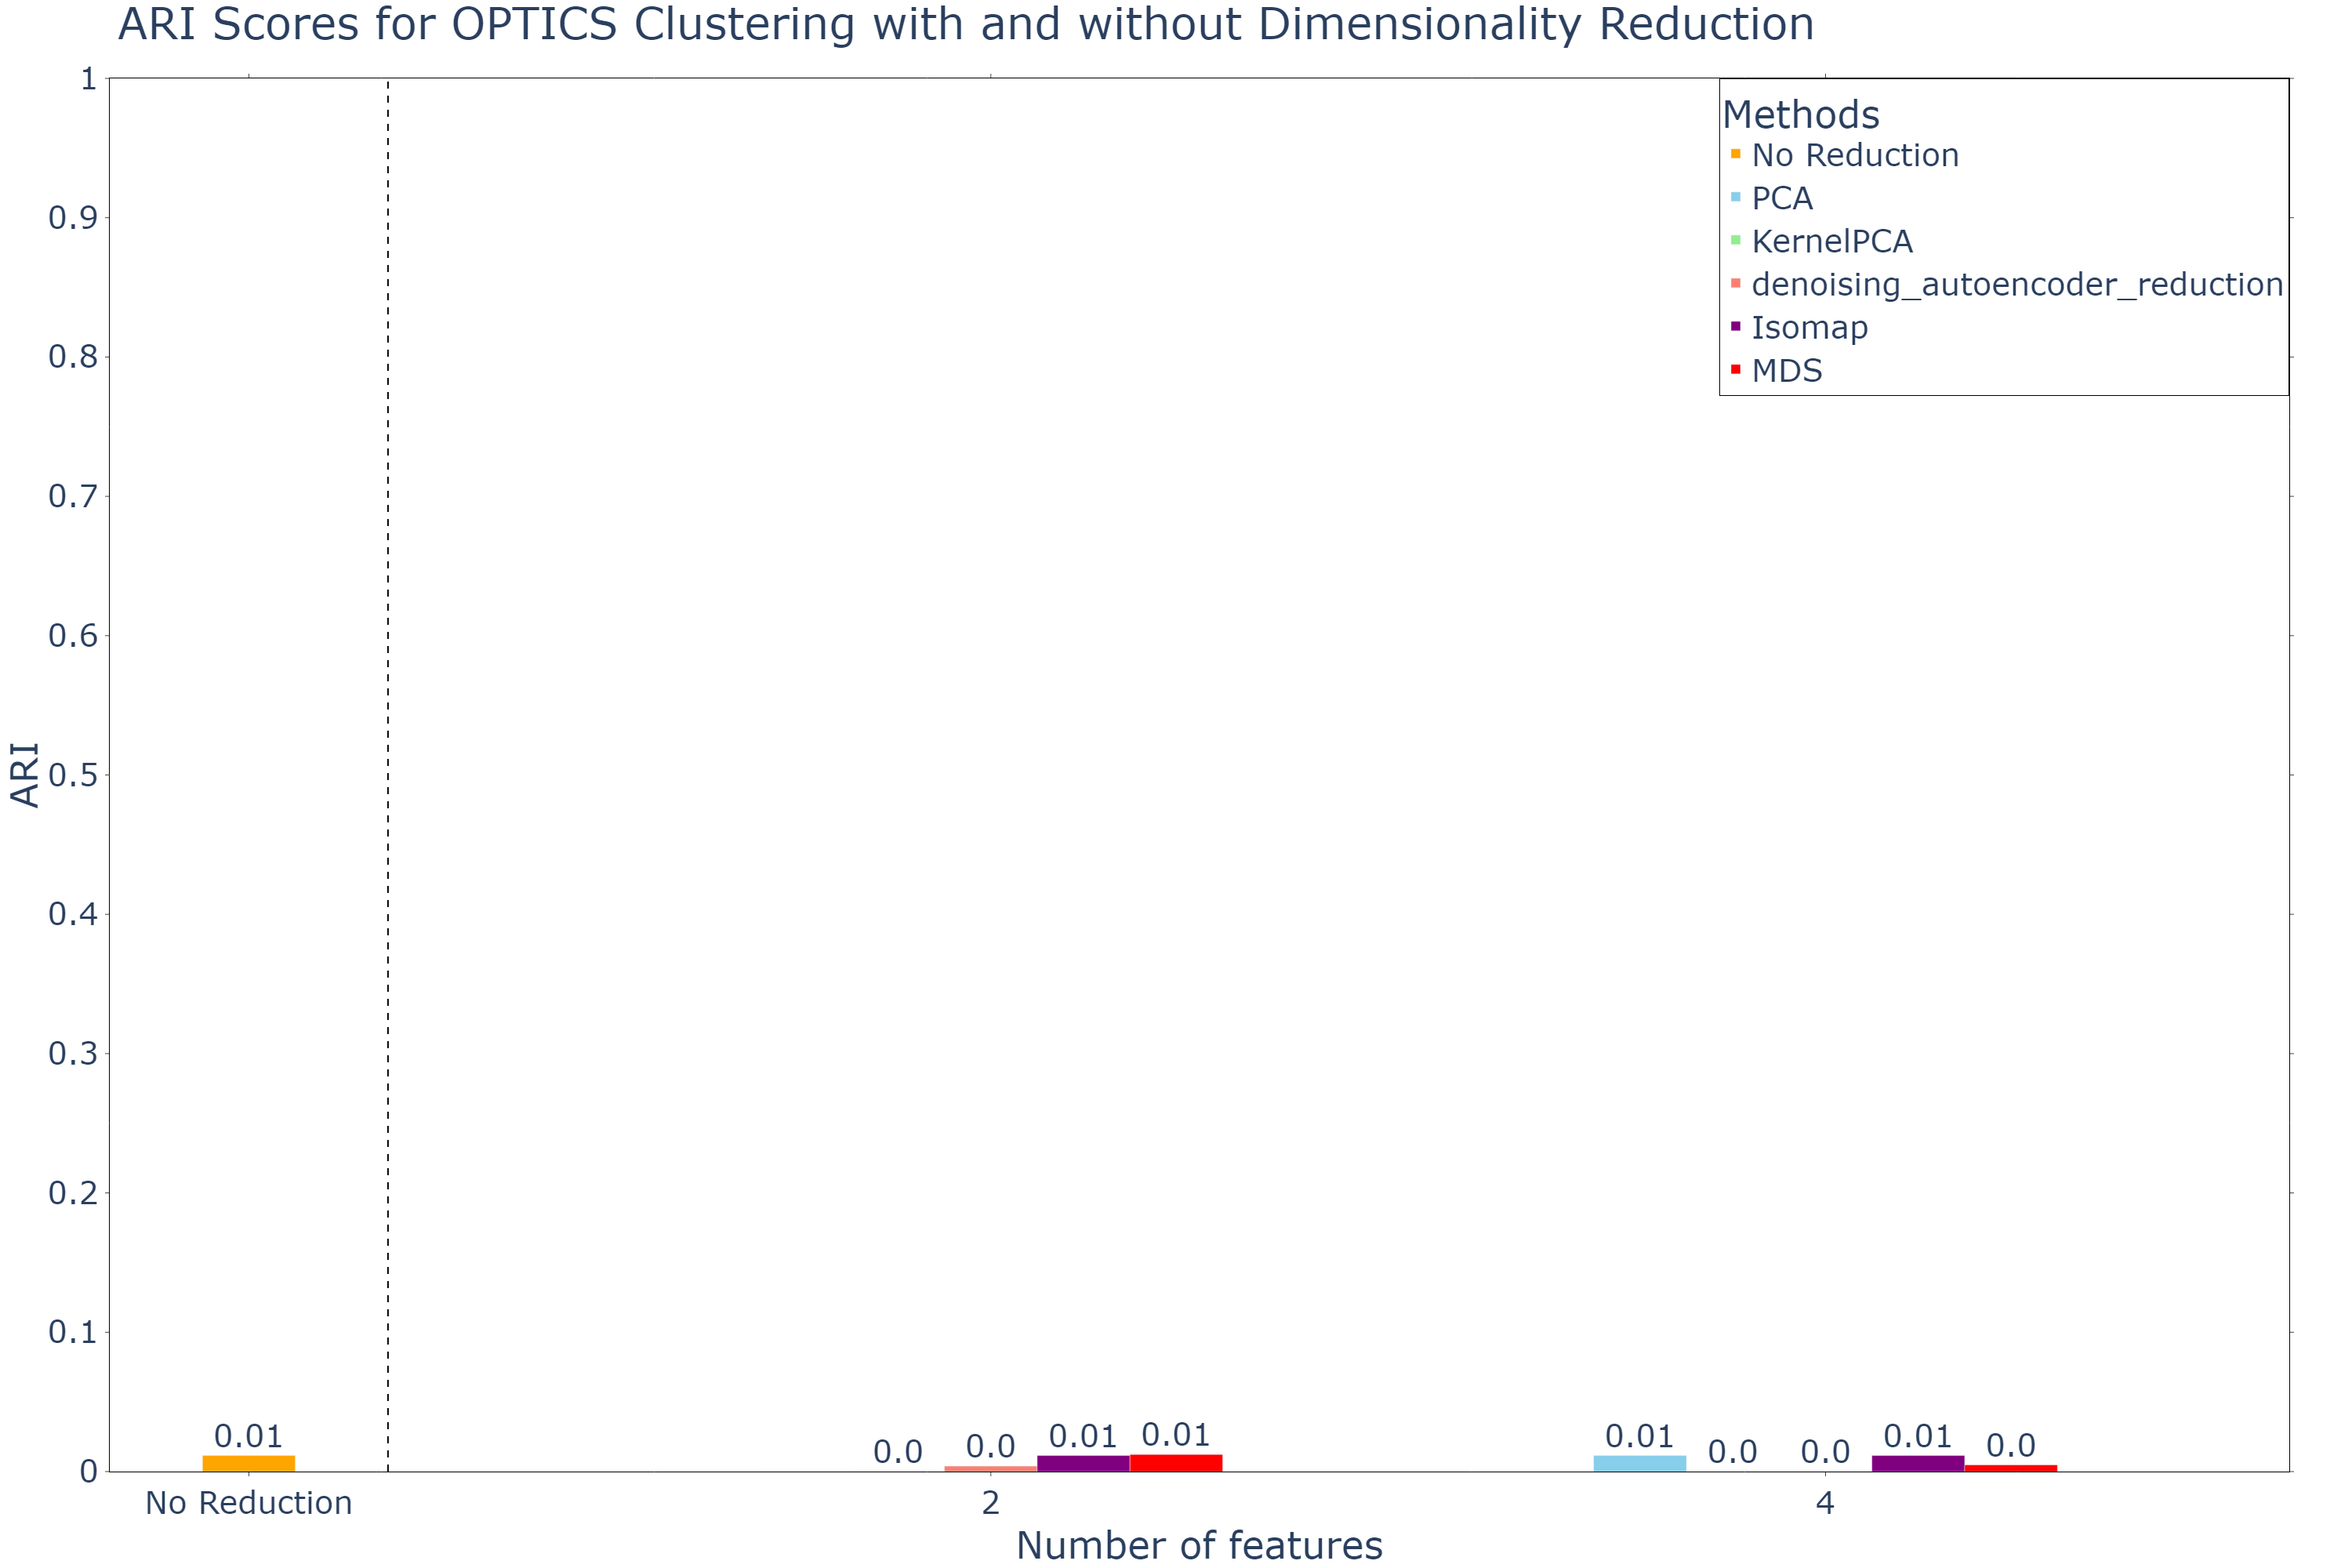 ARI Scores for OPTICS Clustering with and without Dimensionality Reduction
Methods
No Reduction
PCA
KernelPCA
denoising_autoencoder_reduction
Isomap
MDS
ARI
1
0.9
0.8
0.7
0.6
0.5
0.4
0.3
0.2
0.1
0
0.01
0.0
0.0
0.01
0.01
0.01
0.0
0.0
0.01
0.0
No Reduction
2
4
Number of features